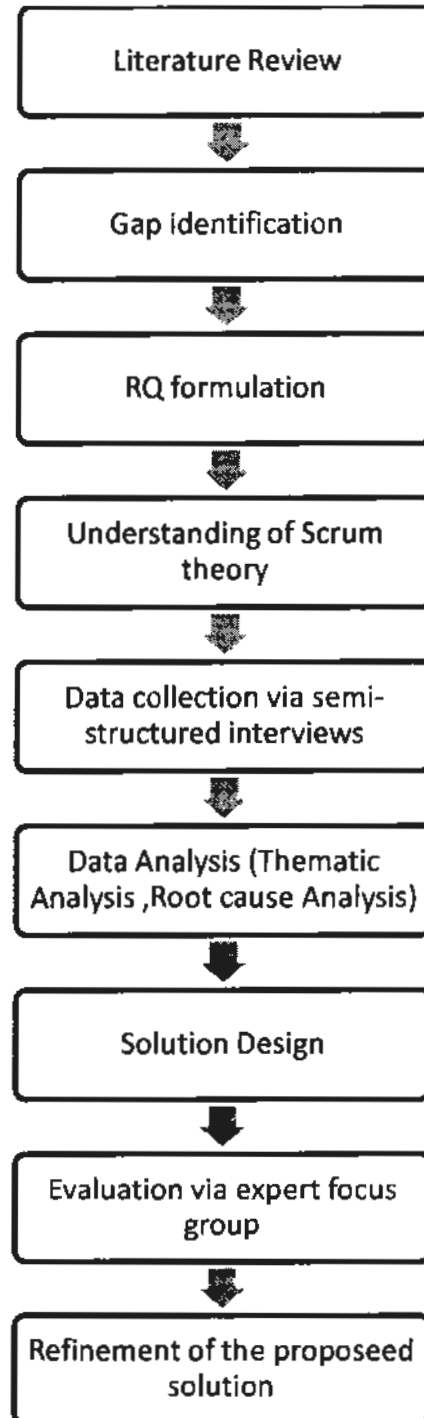 Literature Review
Gap identification
RQ formulation
Understanding of Scrum
theory
Data collection via semi-
structured interviews
Data Analysis (Thematic
Analysis ,Root cause Analysis)
Solution Design
Evaluation via expert focus
group
Refinement of the proposeed
solution